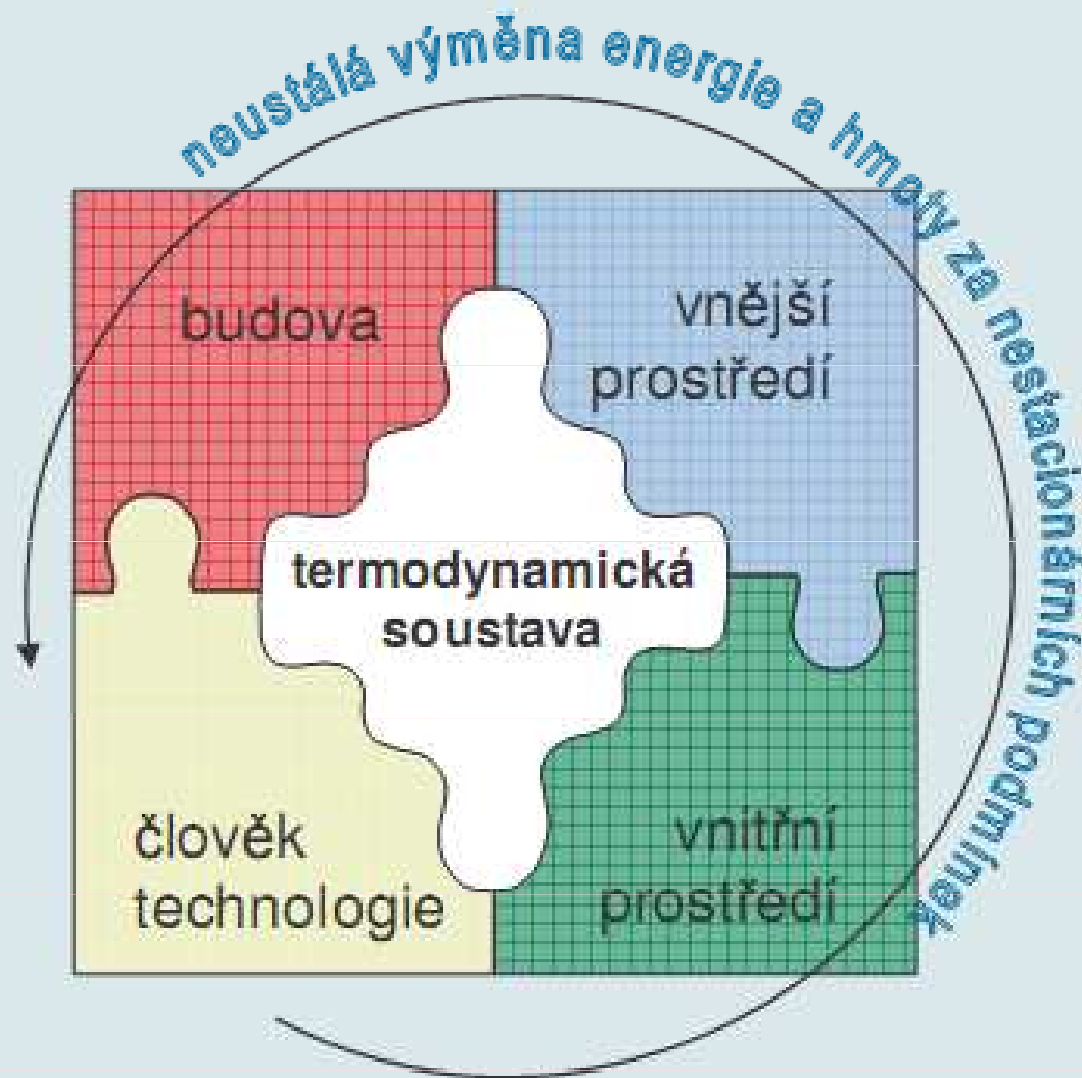 neustálá výměna energie a hmoty za nestacionárních podmínek
budova
vnější
prostředí
termodynamická
soustava
člověk
technologie
vnitřní
prostředí